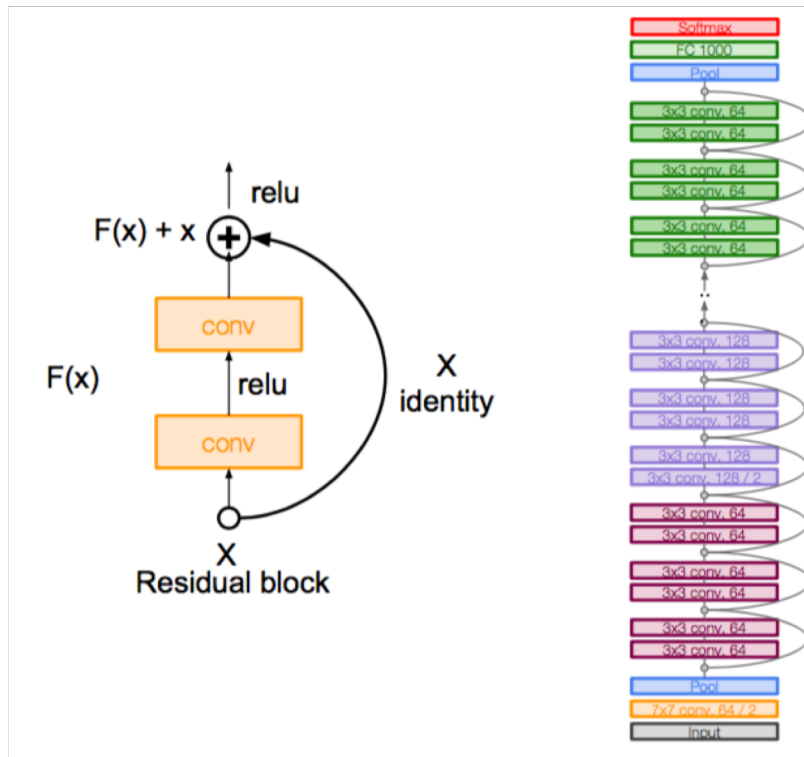 relu
F(x) + x
conv
F(x)
relu
X
identity
conv
X
Residual block
Softmax
FC 1000
Pool
3x3 conv, 64
3x3 conv, 64
3x3 conv, 64
3x3 conv, 64
3x3 conv, 64
3x3 conv, 64
..
3x3 conv, 128
3x3 conv, 128
3x3 conv, 128
3x3 conv, 128
3x3 conv, 128
3x3 conv, 128 / 2
3x3 conv, 64
3x3 conv, 64
3x3 conv, 64
3x3 conv, 64
3x3 conv, 64
3x3 conv, 64
Pool
7x7 conv, 64 / 2
Input